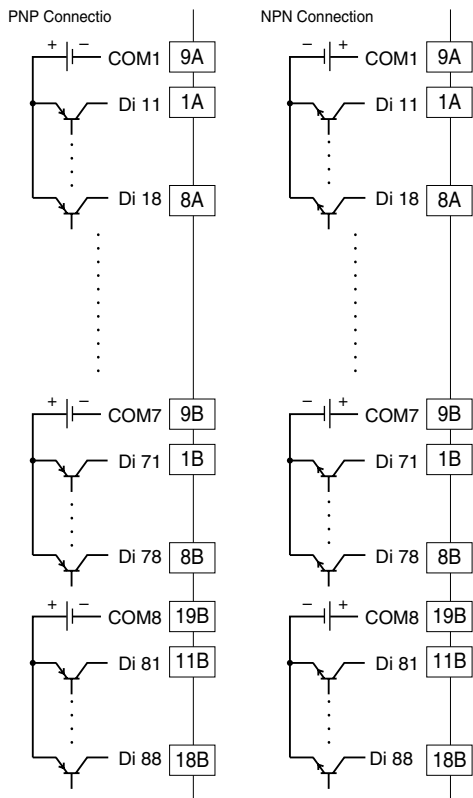 PNP Connectio
+ − COM1 9A
Di 11 1A
Di 18 8A
+ − COM7 9B
Di 71 1B
Di 78 8B
+ − COM8 19B
Di 81 11B
Di 88 18B
NPN Connection
− + COM1 9A
Di 11 1A
Di 18 8A
− + COM7 9B
Di 71 1B
Di 78 8B
− + COM8 19B
Di 81 11B
Di 88 18B